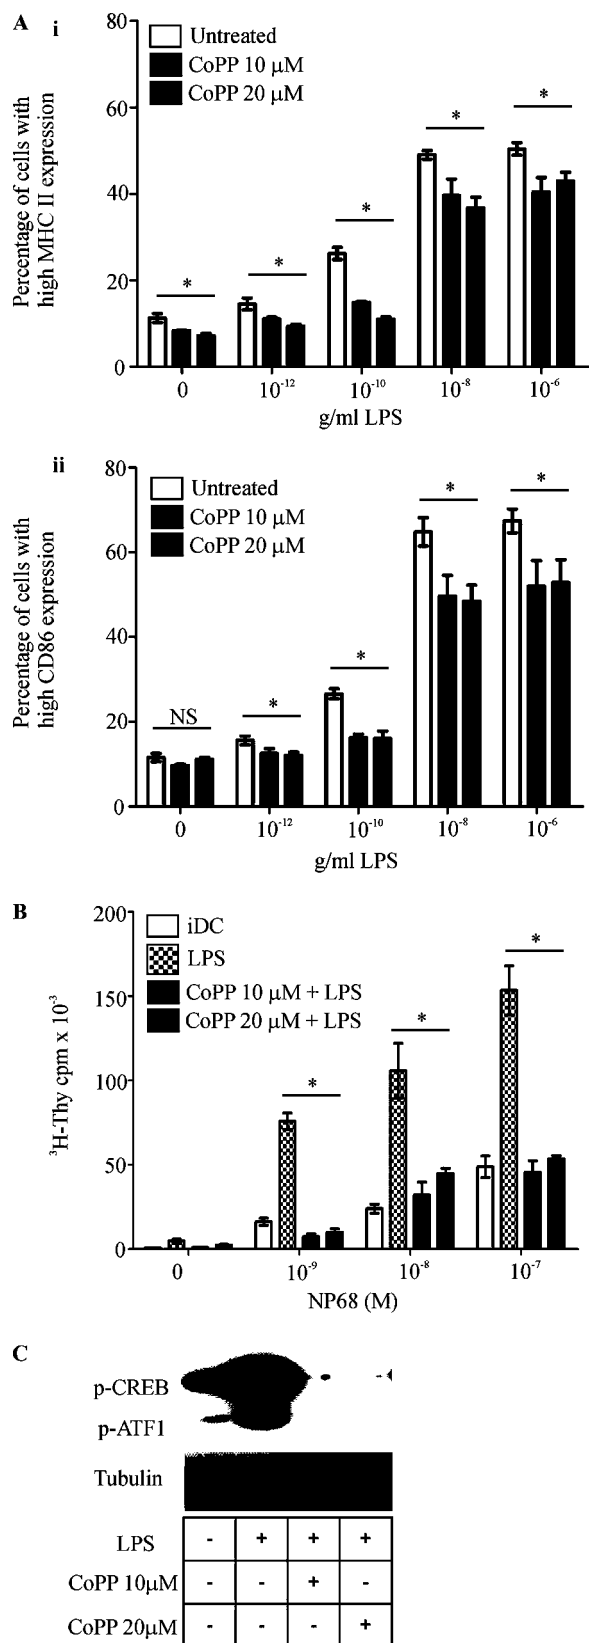 A i
Untreated
CoPP 10 µM
CoPP 20 µM
Percentage of cells with
high MHC II expression
80
60
40
20
0
* * * * *
0 10⁻¹² 10⁻¹⁰ 10⁻⁸ 10⁻⁶
g/ml LPS
ii
Untreated
CoPP 10 µM
CoPP 20 µM
Percentage of cells with
high CD86 expression
80
60
40
20
0
NS * * * *
0 10⁻¹² 10⁻¹⁰ 10⁻⁸ 10⁻⁶
g/ml LPS
B
iDC
LPS
CoPP 10 µM + LPS
CoPP 20 µM + LPS
³H-Thy cpm x 10⁻³
200
150
100
50
0
* * *
0 10⁻⁹ 10⁻⁸ 10⁻⁷
NP68 (M)
C
p-CREB
p-ATF1
Tubulin
LPS - + + +
CoPP 10µM - - + -
CoPP 20µM - - - +